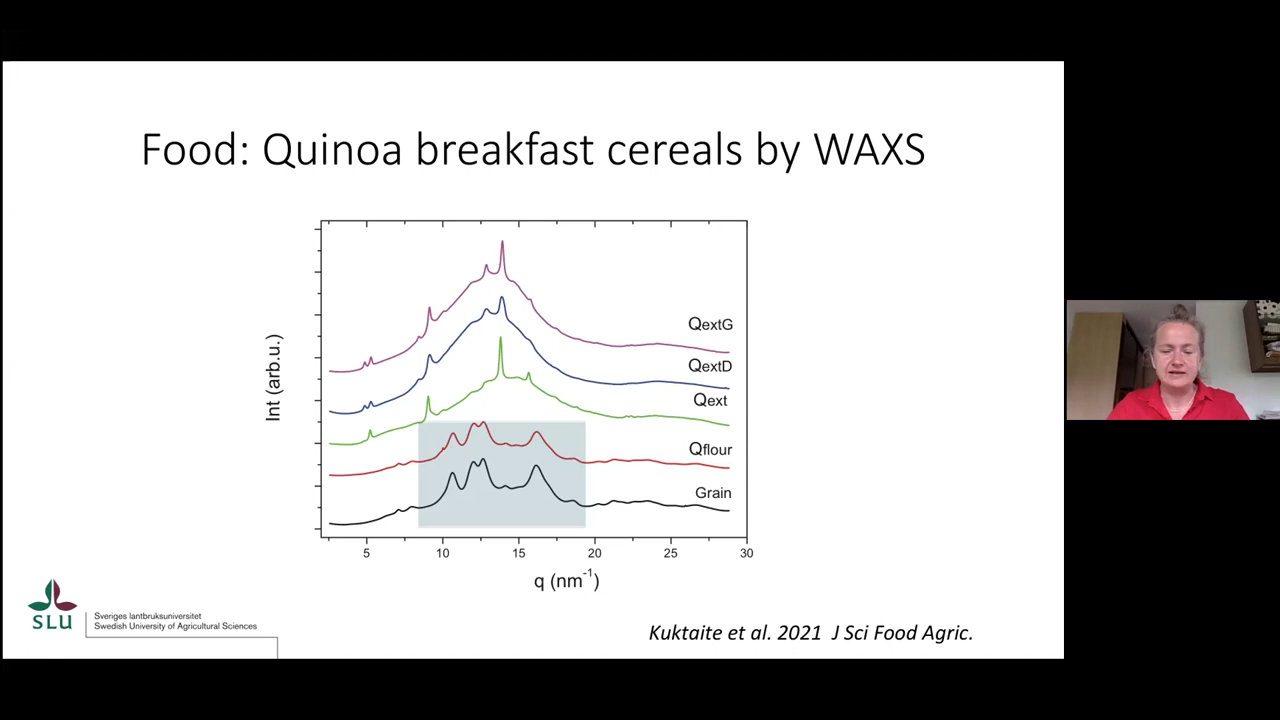 Food: Quinoa breakfast cereals by WAXS
QextG
QextD
Qext
Qflour
Grain
Int (arb.u.)
5 10 15 20 25 30
q (nm⁻¹)
SLU
Sveriges lantbruksuniversitet
Swedish University of Agricultural Sciences
Kuktaite et al. 2021 J Sci Food Agric.